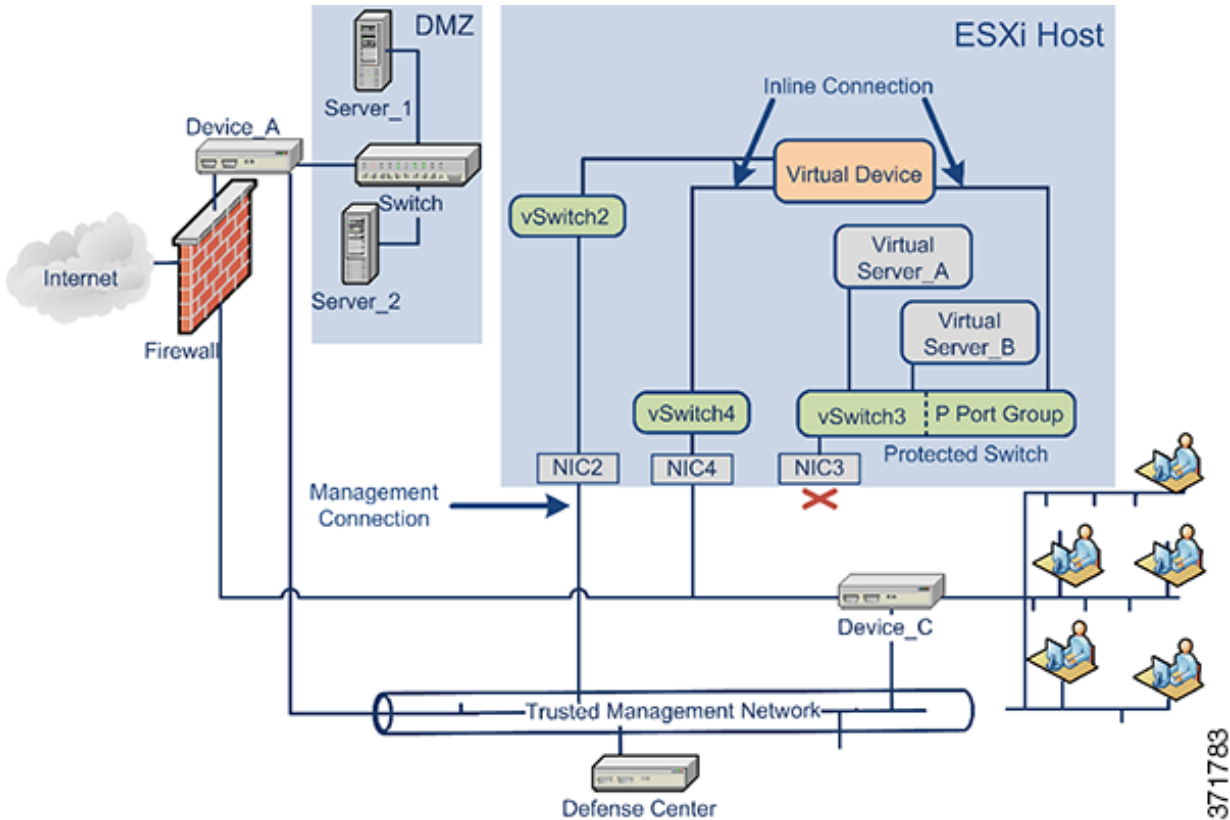 DMZ
ESXi Host
Server_1
Inline Connection
Device_A
Switch
Virtual Device
vSwitch2
Virtual
Server_A
Internet
Server_2
Virtual
Server_B
Firewall
vSwitch4
vSwitch3
P Port Group
Protected Switch
NIC2
NIC4
NIC3
Management
Connection
Device_C
Trusted Management Network
Defense Center
371783